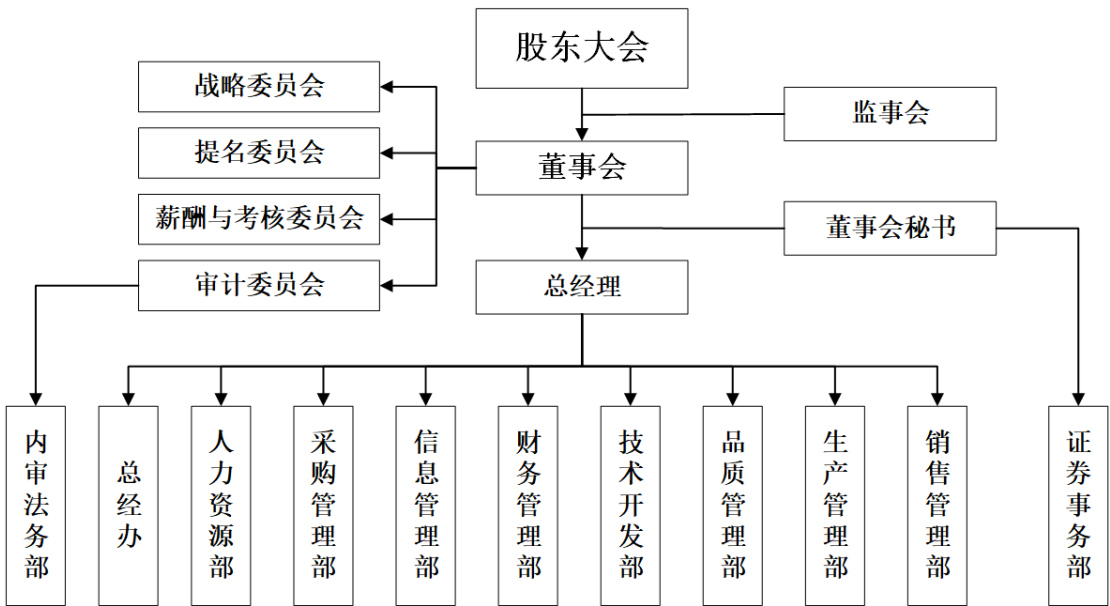 股东大会
战略委员会
监事会
提名委员会
董事会
薪酬与考核委员会
董事会秘书
审计委员会
总经理
内审法务部
总经办
人力资源部
采购管理部
信息管理部
财务管理部
技术开发部
品质管理部
生产管理部
销售管理部
证券事务部